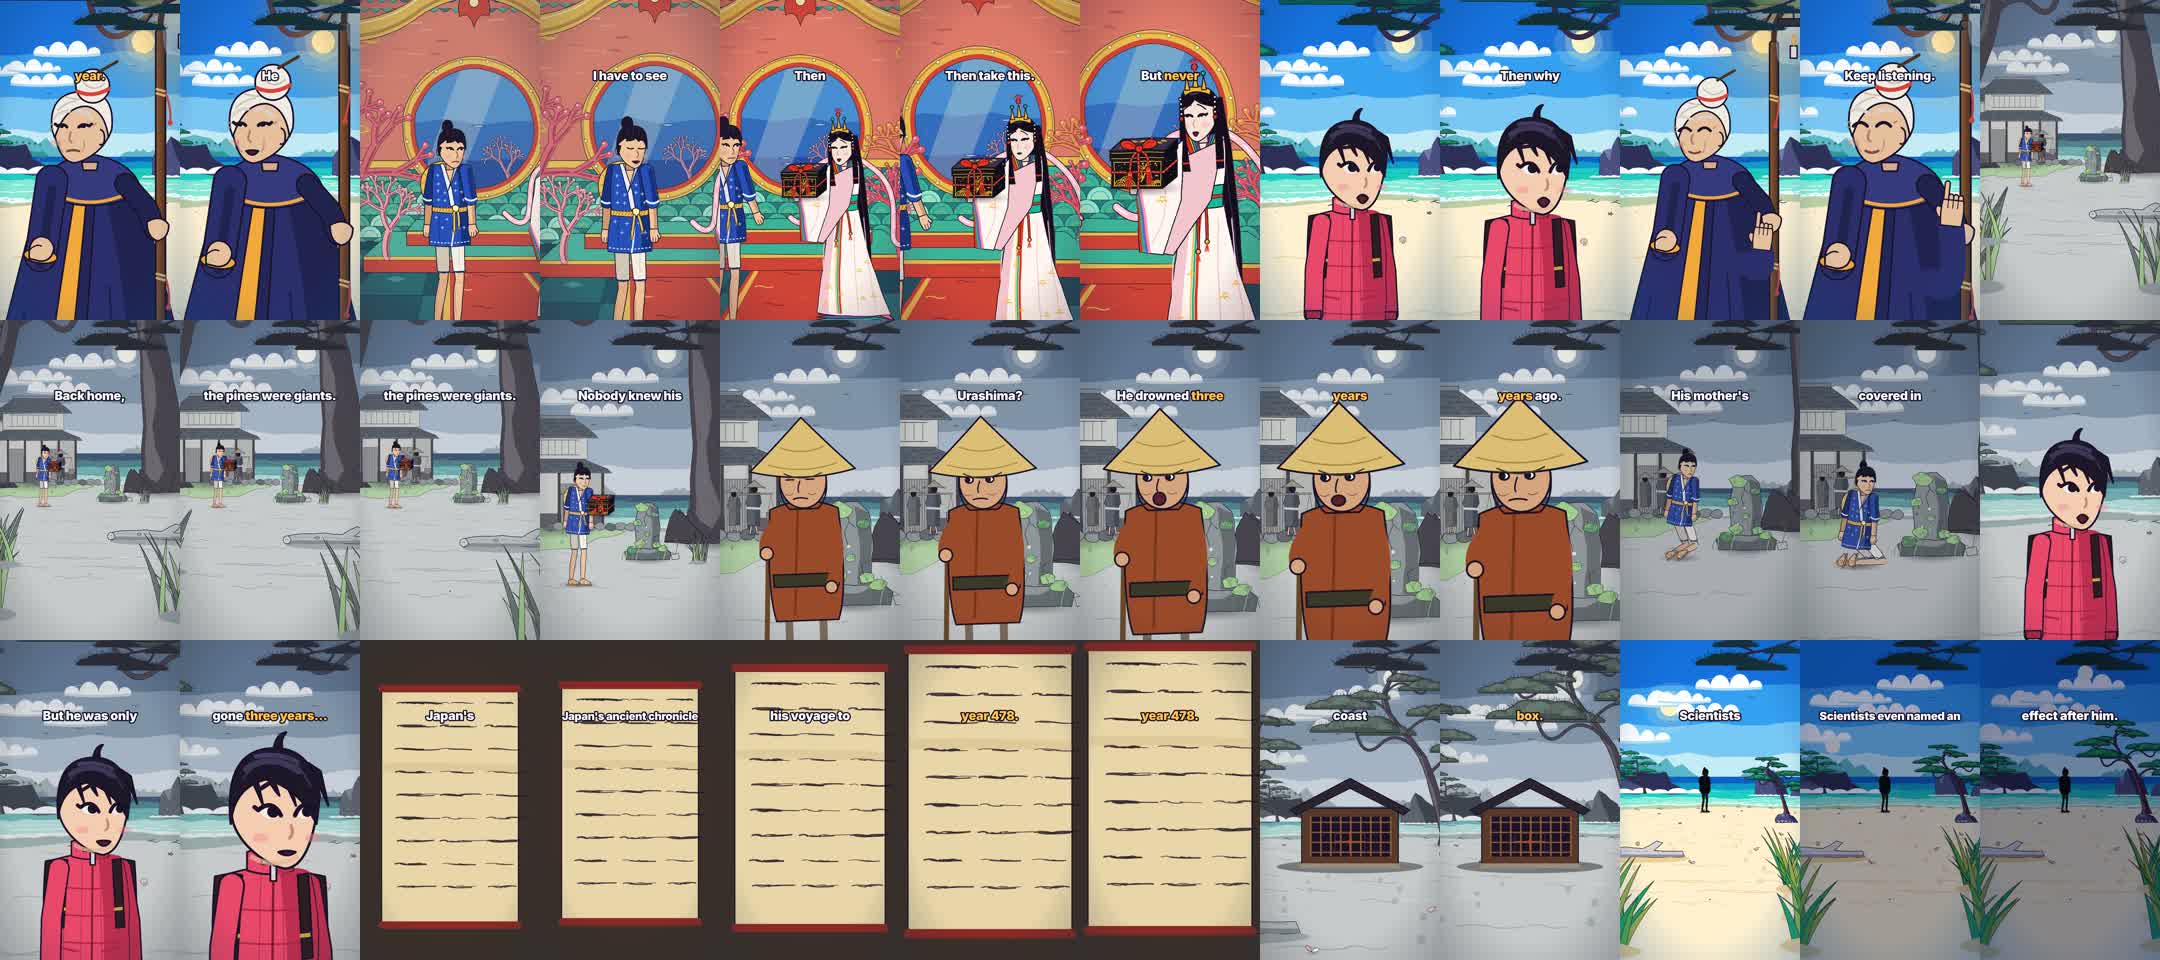 year.
He
I have to see
Then
Then take this.
But never
Then why
Keep listening.
Back home,
the pines were giants.
the pines were giants.
Nobody knew his
Urashima?
He drowned three
years
years ago.
His mother's
covered in
But he was only
gone three years...
Japan's
Japan's ancient chronicle
his voyage to
year 478.
year 478.
coast
box.
Scientists
Scientists even named an
effect after him.